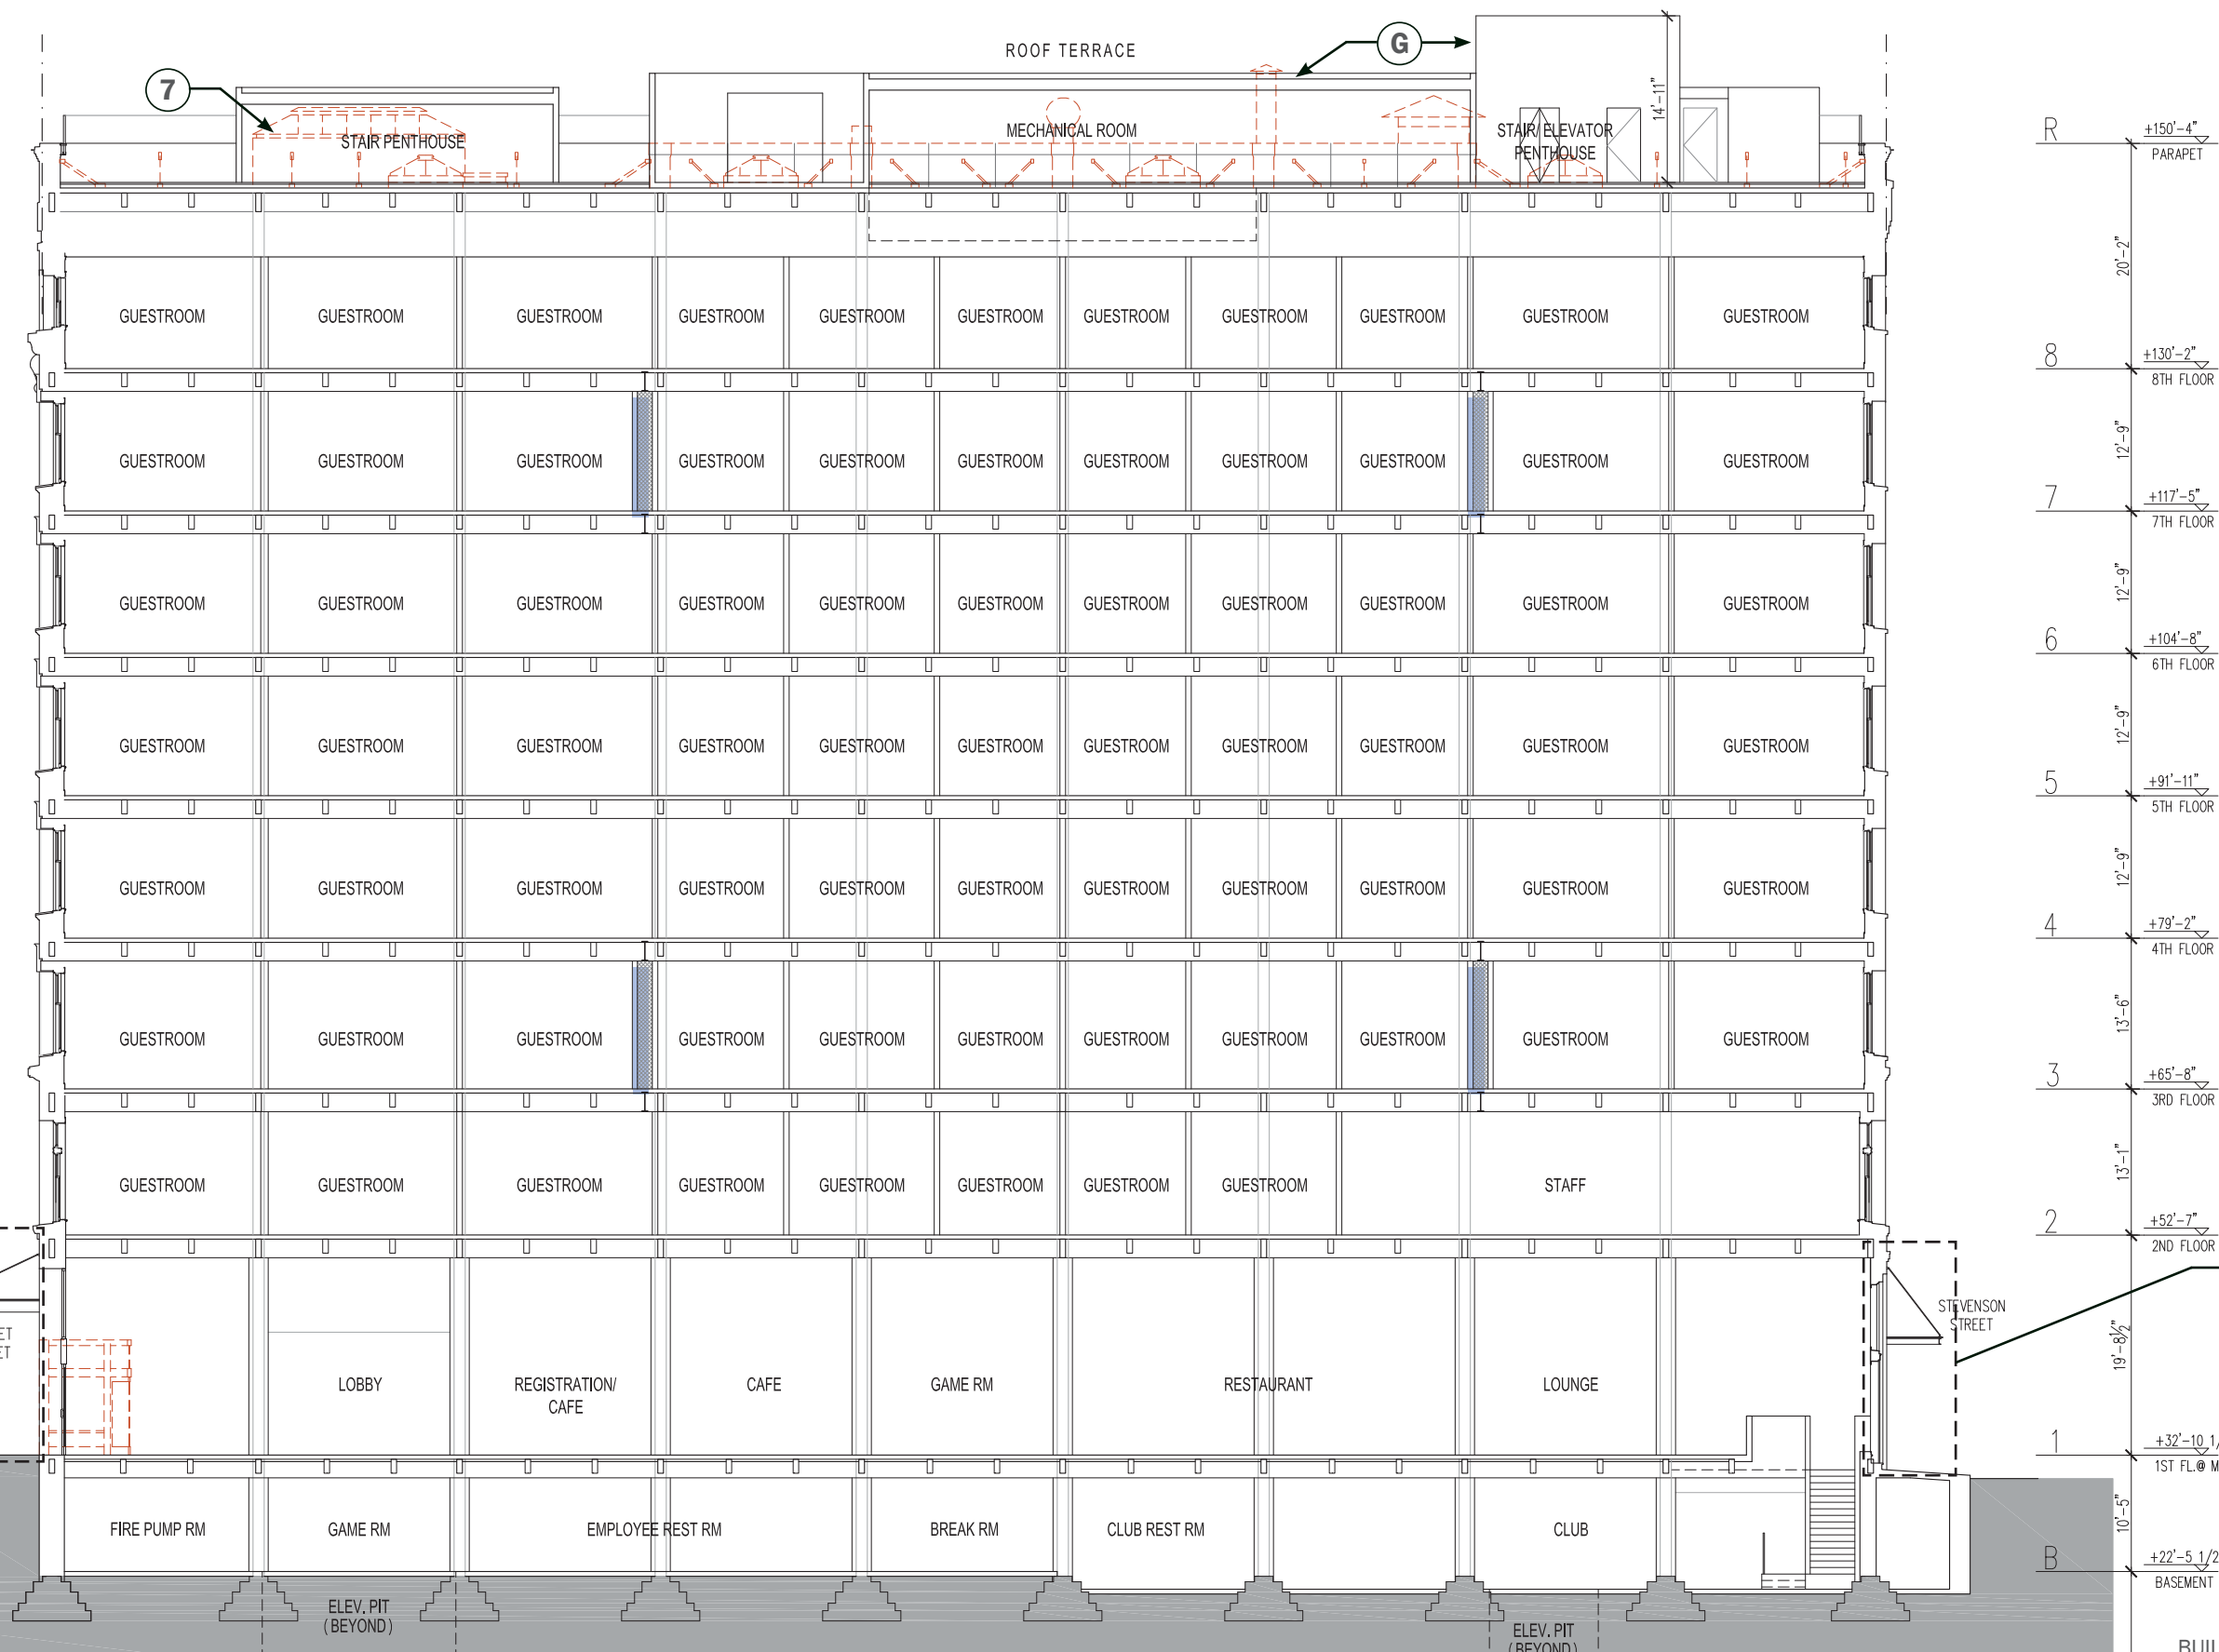 ROOF TERRACE
G
7
14'-11"
STAIR PENTHOUSE
MECHANICAL ROOM
STAIR/ ELEVATOR
PENTHOUSE
R
+150'-4"
PARAPET
20'-2"
GUESTROOM GUESTROOM GUESTROOM GUESTROOM GUESTROOM GUESTROOM GUESTROOM GUESTROOM GUESTROOM GUESTROOM GUESTROOM
8
+130'-2"
8TH FLOOR
12'-9"
GUESTROOM GUESTROOM GUESTROOM GUESTROOM GUESTROOM GUESTROOM GUESTROOM GUESTROOM GUESTROOM GUESTROOM GUESTROOM
7
+117'-5"
7TH FLOOR
12'-9"
GUESTROOM GUESTROOM GUESTROOM GUESTROOM GUESTROOM GUESTROOM GUESTROOM GUESTROOM GUESTROOM GUESTROOM GUESTROOM
6
+104'-8"
6TH FLOOR
12'-9"
GUESTROOM GUESTROOM GUESTROOM GUESTROOM GUESTROOM GUESTROOM GUESTROOM GUESTROOM GUESTROOM GUESTROOM GUESTROOM
5
+91'-11"
5TH FLOOR
12'-9"
GUESTROOM GUESTROOM GUESTROOM GUESTROOM GUESTROOM GUESTROOM GUESTROOM GUESTROOM GUESTROOM GUESTROOM GUESTROOM
4
+79'-2"
4TH FLOOR
13'-6"
GUESTROOM GUESTROOM GUESTROOM GUESTROOM GUESTROOM GUESTROOM GUESTROOM GUESTROOM GUESTROOM GUESTROOM GUESTROOM
3
+65'-8"
3RD FLOOR
13'-1"
GUESTROOM GUESTROOM GUESTROOM GUESTROOM GUESTROOM GUESTROOM GUESTROOM GUESTROOM STAFF
2
+52'-7"
2ND FLOOR
STEVENSON
STREET
19'-8½"
LOBBY
REGISTRATION/
CAFE
CAFE
GAME RM
RESTAURANT
LOUNGE
1
+32'-10 1/
1ST FL.@ M
10'-5"
FIRE PUMP RM
GAME RM
EMPLOYEE REST RM
BREAK RM
CLUB REST RM
CLUB
B
+22'-5 1/2
BASEMENT
ELEV. PIT
(BEYOND)
ELEV. PIT
(BEYOND)